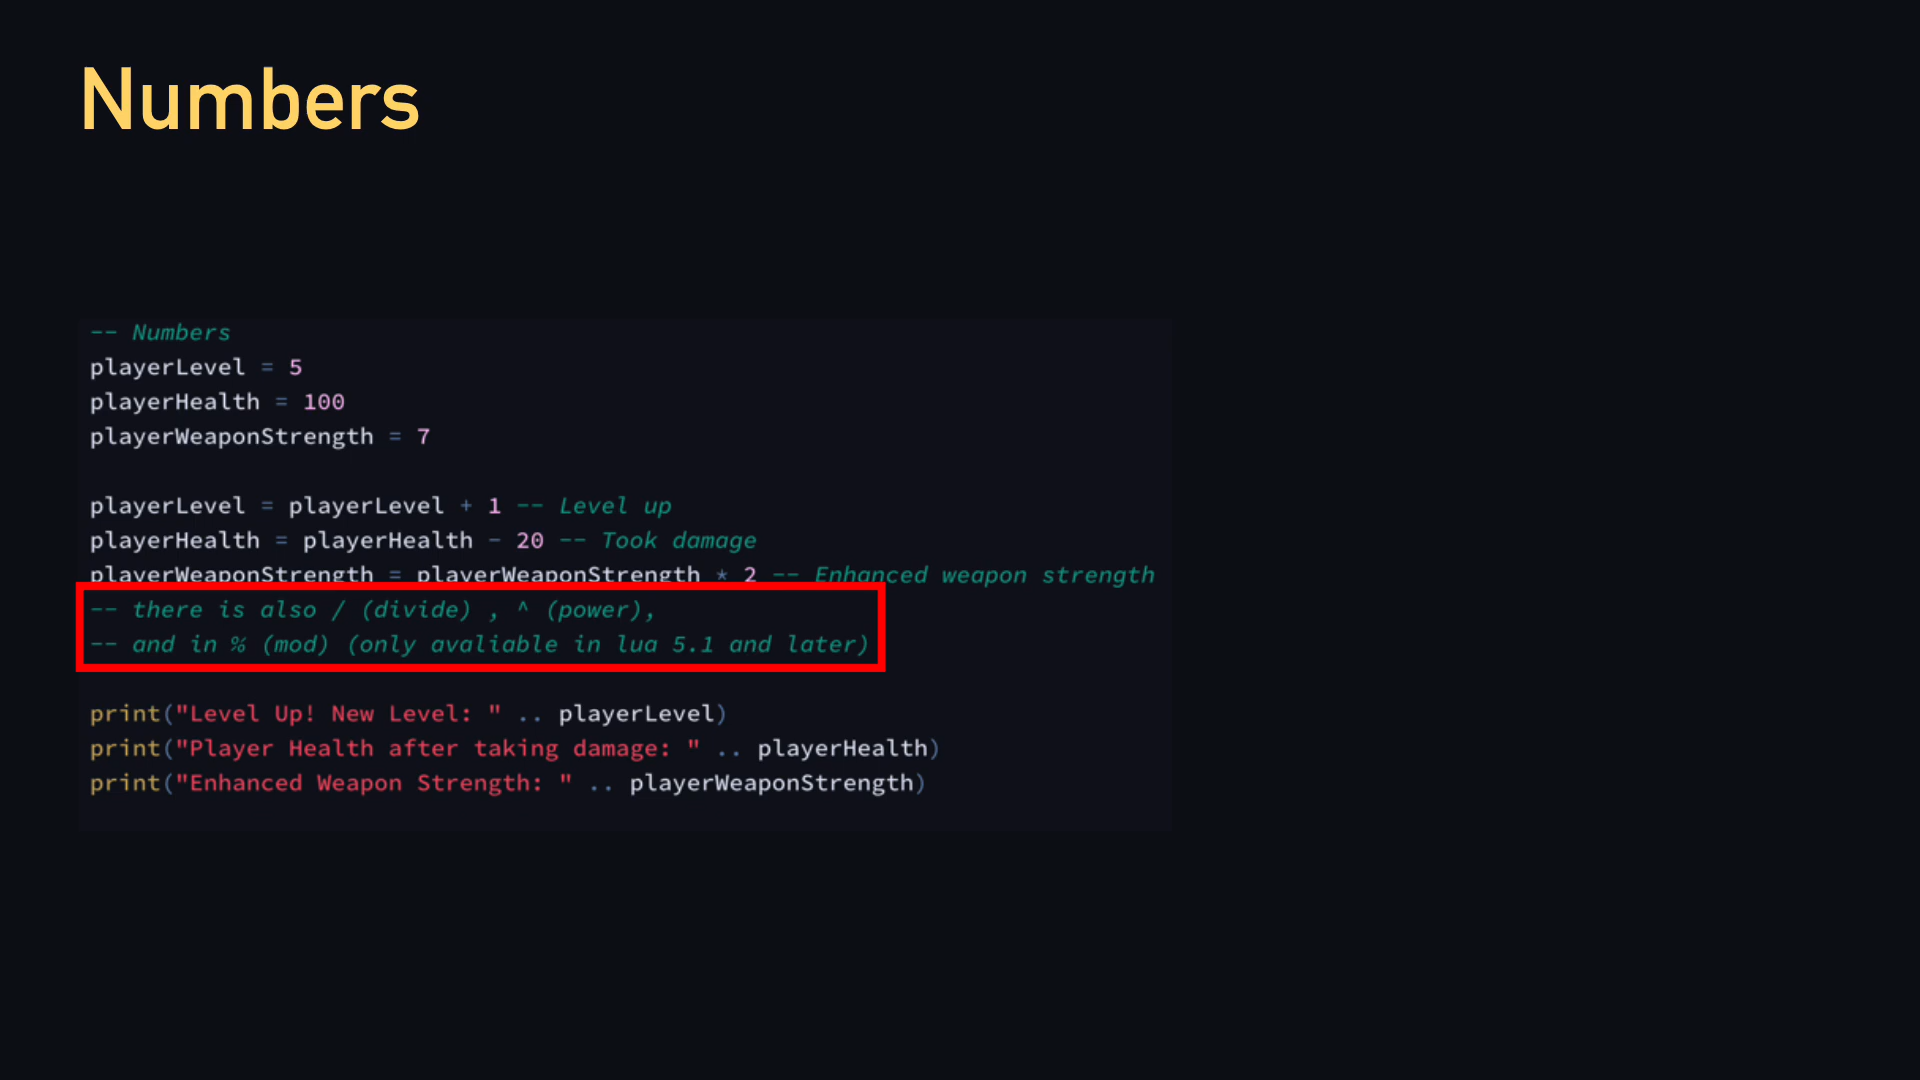 Numbers
-- Numbers
playerLevel = 5
playerHealth = 100
playerWeaponStrength = 7
playerLevel = playerLevel + 1 -- Level up
playerHealth = playerHealth - 20 -- Took damage
playerWeaponStrength = playerWeaponStrength * 2 -- Enhanced weapon strength
-- there is also / (divide) , ^ (power),
-- and in % (mod) (only avaliable in lua 5.1 and later)
print("Level Up! New Level: " .. playerLevel)
print("Player Health after taking damage: " .. playerHealth)
print("Enhanced Weapon Strength: " .. playerWeaponStrength)